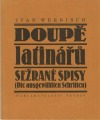 IVAN WERNISCH
DOUPĚ
LATINÁŘŮ
SEŽRANÉ SPISY
(Die ausgewählten Schriften)